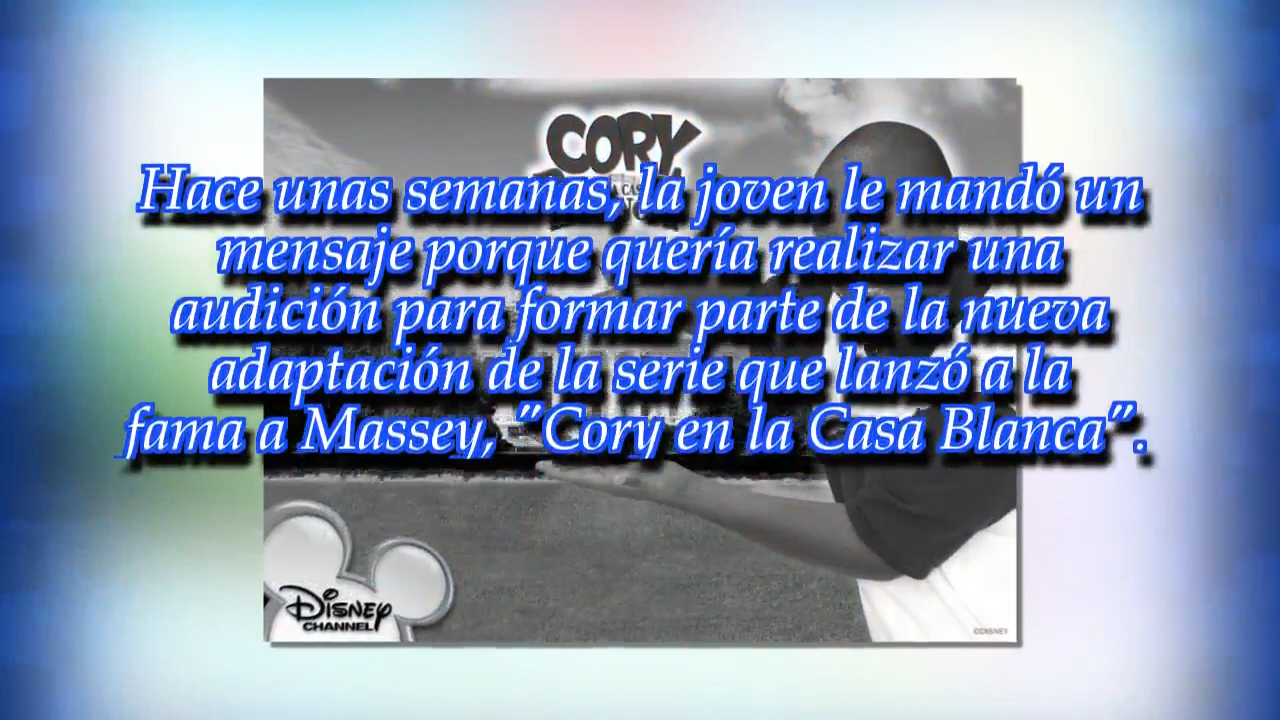 CORY
Hace unas semanas, la joven le mandó un
mensaje porque quería realizar una
audición para formar parte de la nueva
adaptación de la serie que lanzó a la
fama a Massey, "Cory en la Casa Blanca".
DISNEY
CHANNEL
©DISNEY